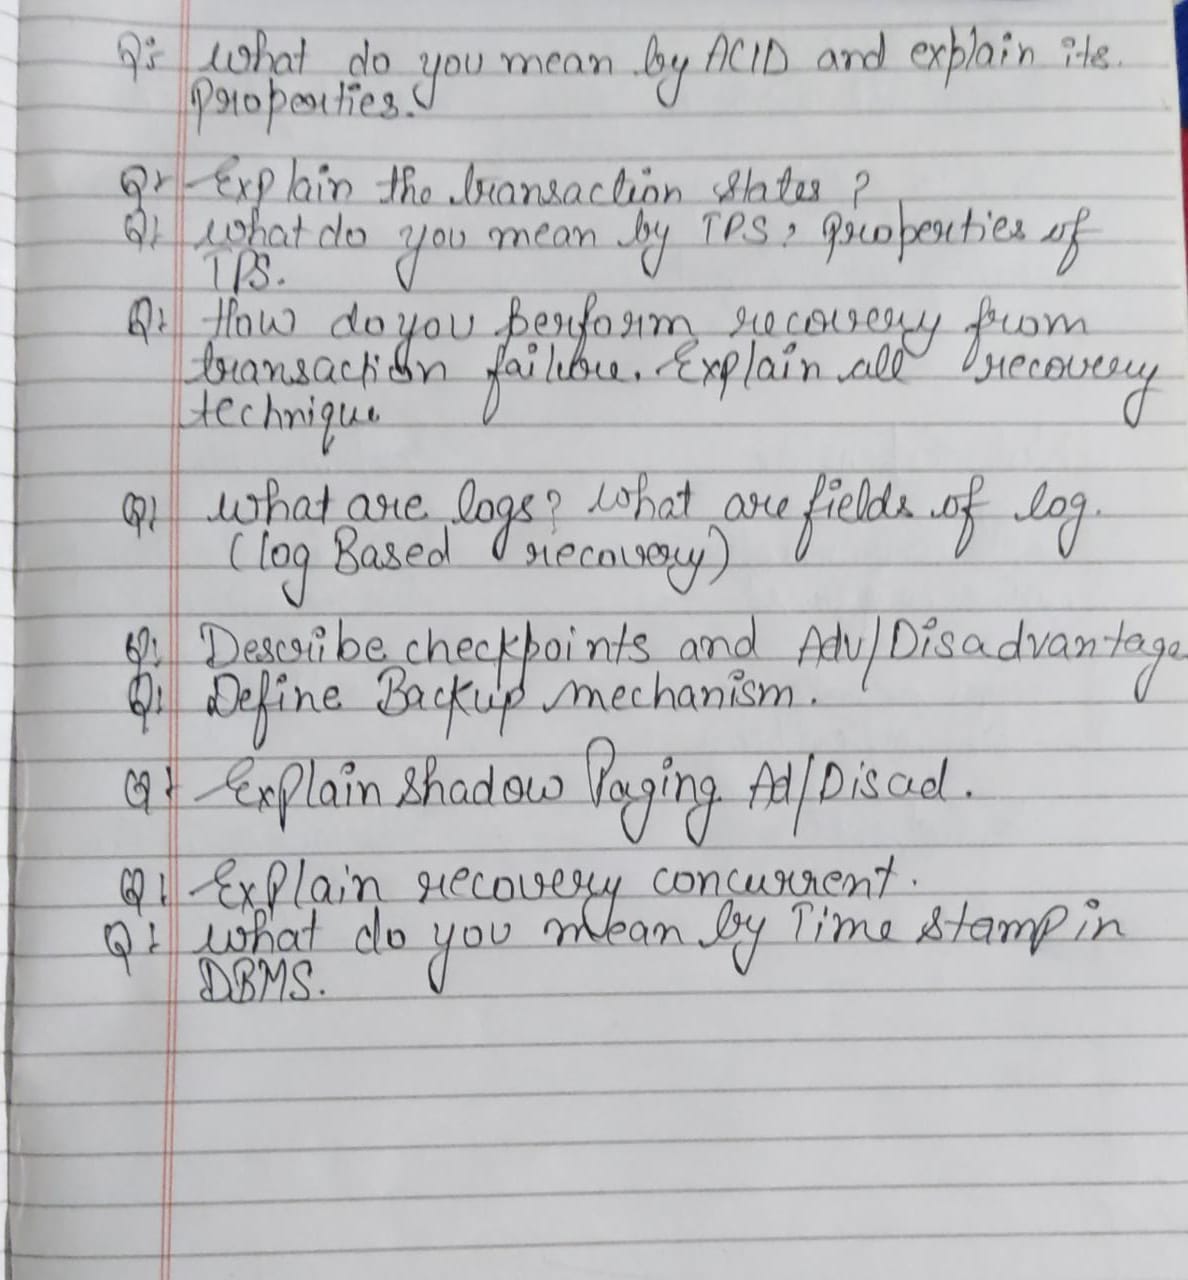 Q: What do you mean by ACID and explain its.
Properties.
Q: Explain the transaction states ?
Q: what do you mean by TPS, properties of
TPS.
Q: How do you perform recovery from
transaction failure. Explain all recovery
technique
Q: What are logs? What are fields of log.
(log Based recovery)
Q: Describe checkpoints and Adv/Disadvantage
Q: Define Backup mechanism.
Q: Explain shadow Paging Ad/Disad.
Q: Explain recovery concurrent.
Q: what do you mean by Time stamp in
DBMS.